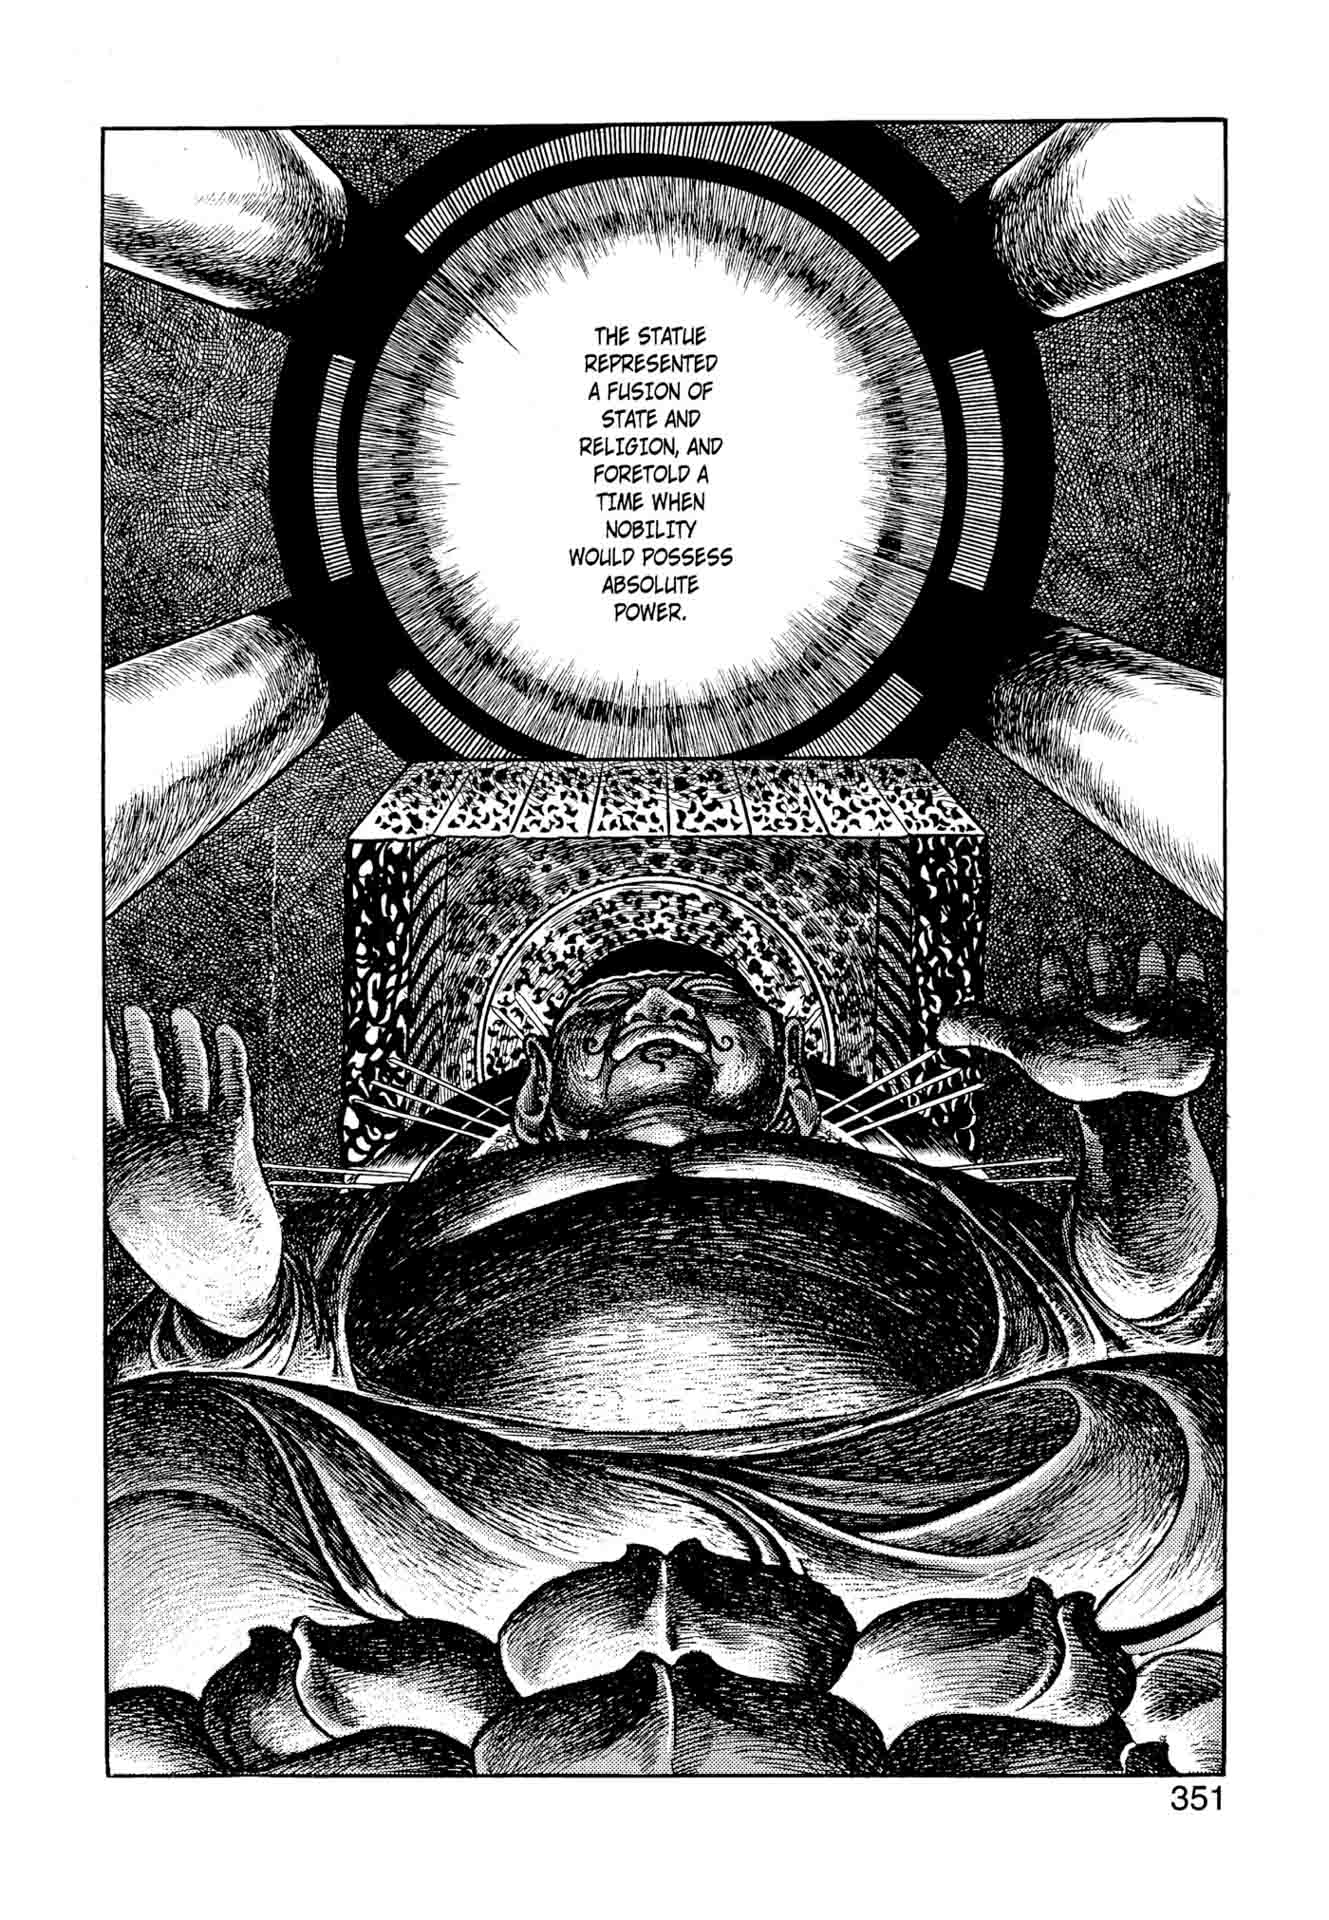 THE STATUE
REPRESENTED
A FUSION OF
STATE AND
RELIGION, AND
FORETOLD A
TIME WHEN
NOBILITY
WOULD POSSESS
ABSOLUTE
POWER.
351